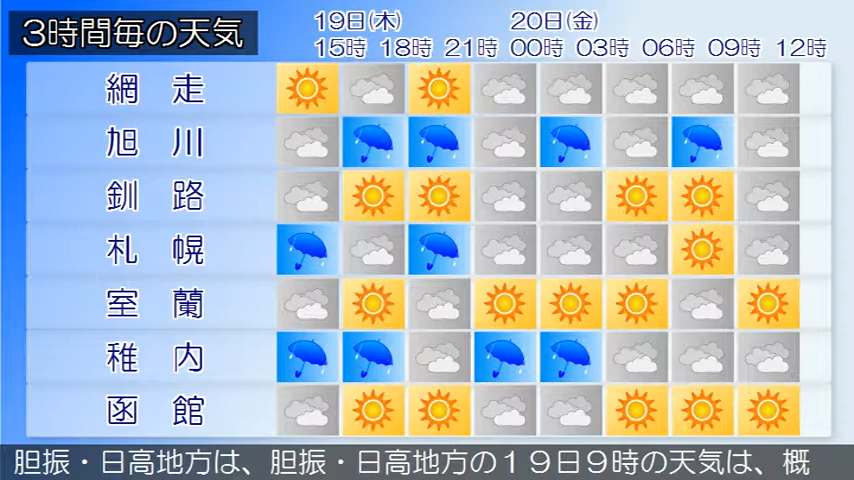 3時間毎の天気
19日(木) 20日(金)
15時 18時 21時 00時 03時 06時 09時 12時
網走
旭川
釧路
札幌
室蘭
稚内
函館
胆振・日高地方は、胆振・日高地方の19日9時の天気は、概